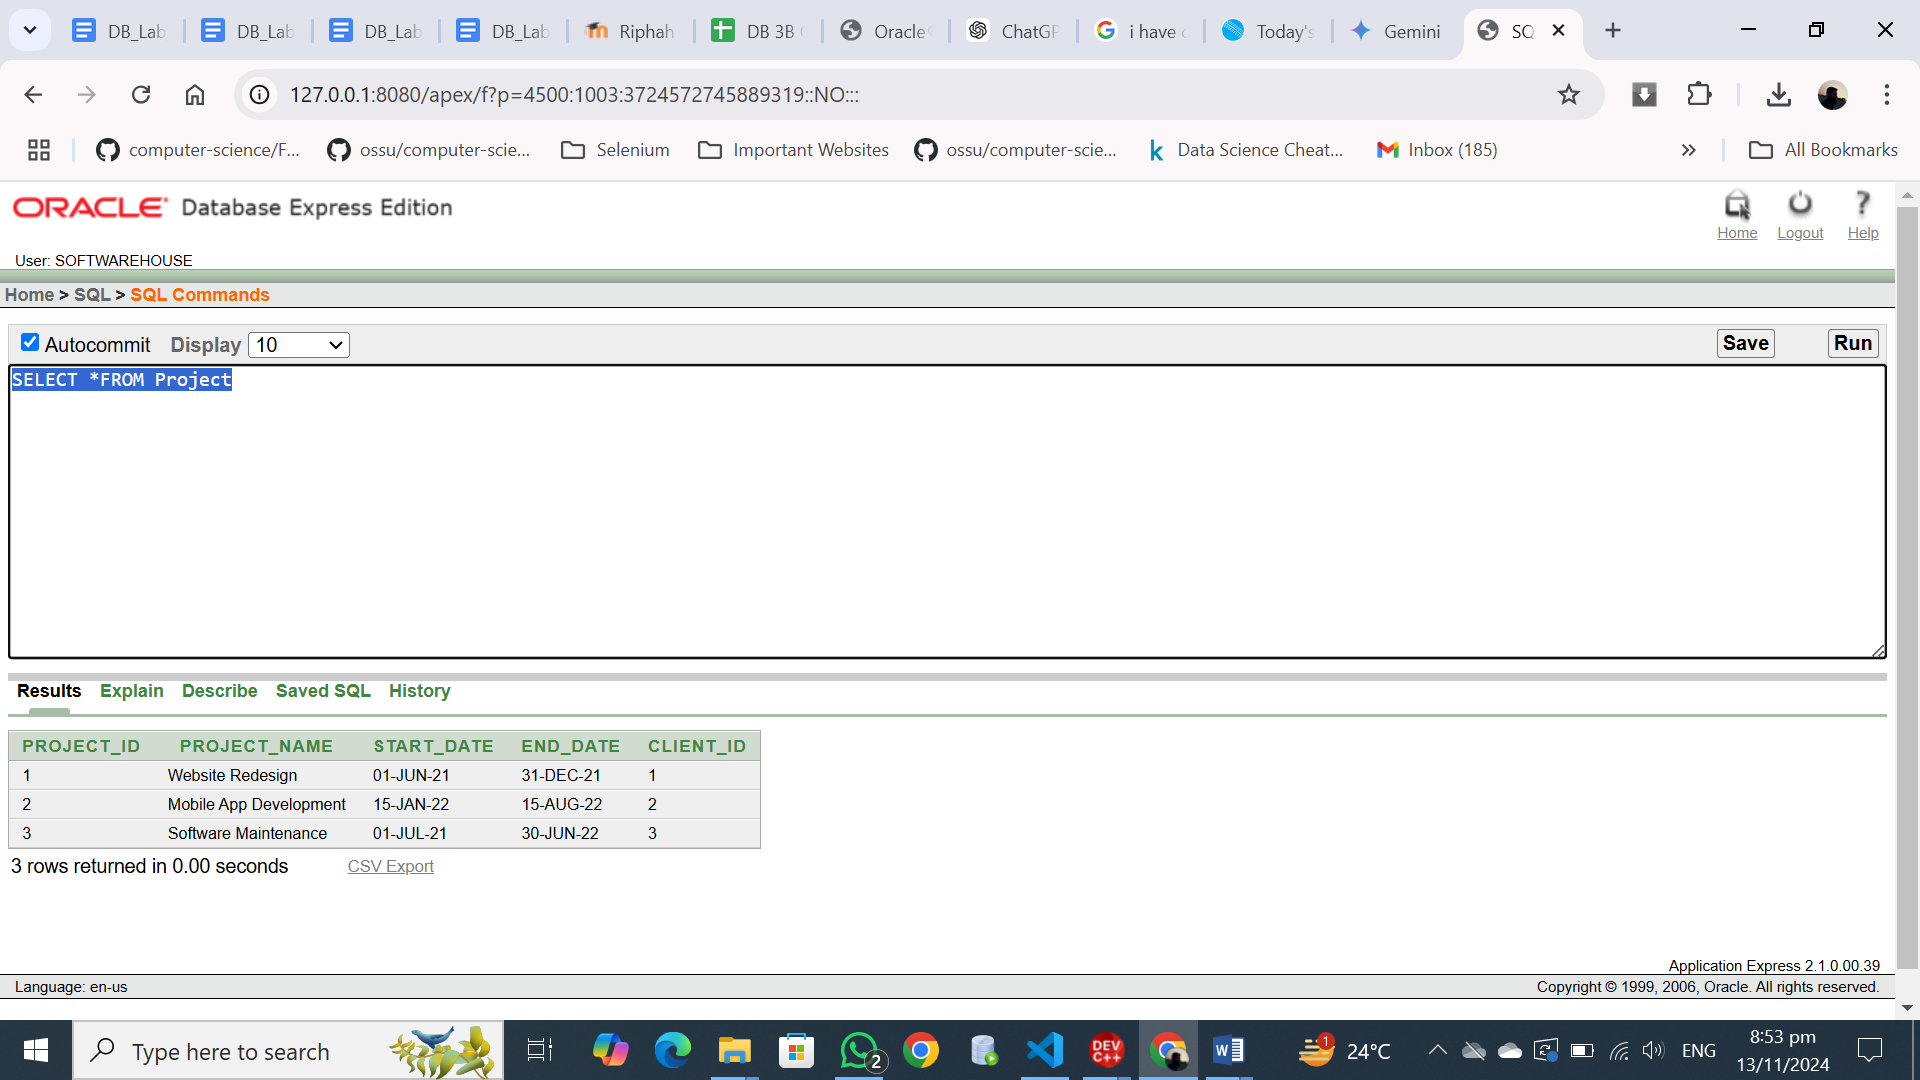 DB_Lab DB_Lab DB_Lab DB_Lab Riphah DB 3B Oracle ChatGP i have Today's Gemini SQ
127.0.0.1:8080/apex/f?p=4500:1003:3724572745889319::NO:::
computer-science/F... ossu/computer-scie... Selenium Important Websites ossu/computer-scie... Data Science Cheat... Inbox (185) » All Bookmarks
ORACLE Database Express Edition
Home Logout Help
User: SOFTWAREHOUSE
Home > SQL > SQL Commands
Autocommit Display 10 Save Run
SELECT *FROM Project
Results Explain Describe Saved SQL History
PROJECT_ID PROJECT_NAME START_DATE END_DATE CLIENT_ID
1 Website Redesign 01-JUN-21 31-DEC-21 1
2 Mobile App Development 15-JAN-22 15-AUG-22 2
3 Software Maintenance 01-JUL-21 30-JUN-22 3
3 rows returned in 0.00 seconds CSV Export
Application Express 2.1.0.00.39
Language: en-us Copyright © 1999, 2006, Oracle. All rights reserved.
Type here to search 2 DEV C++ 1 24°C ENG 8:53 pm
13/11/2024